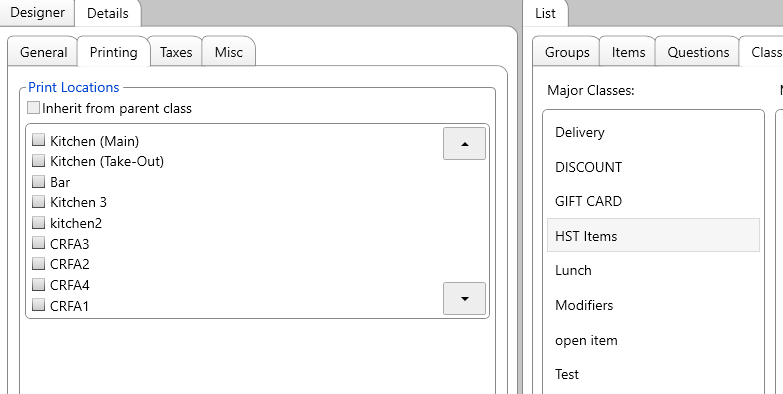 Designer
Details
General
Printing
Taxes
Misc
Print Locations
Inherit from parent class
Kitchen (Main)
Kitchen (Take-Out)
Bar
Kitchen 3
kitchen2
CRFA3
CRFA2
CRFA4
CRFA1
List
Groups
Items
Questions
Class
Major Classes:
Delivery
DISCOUNT
GIFT CARD
HST Items
Lunch
Modifiers
open item
Test